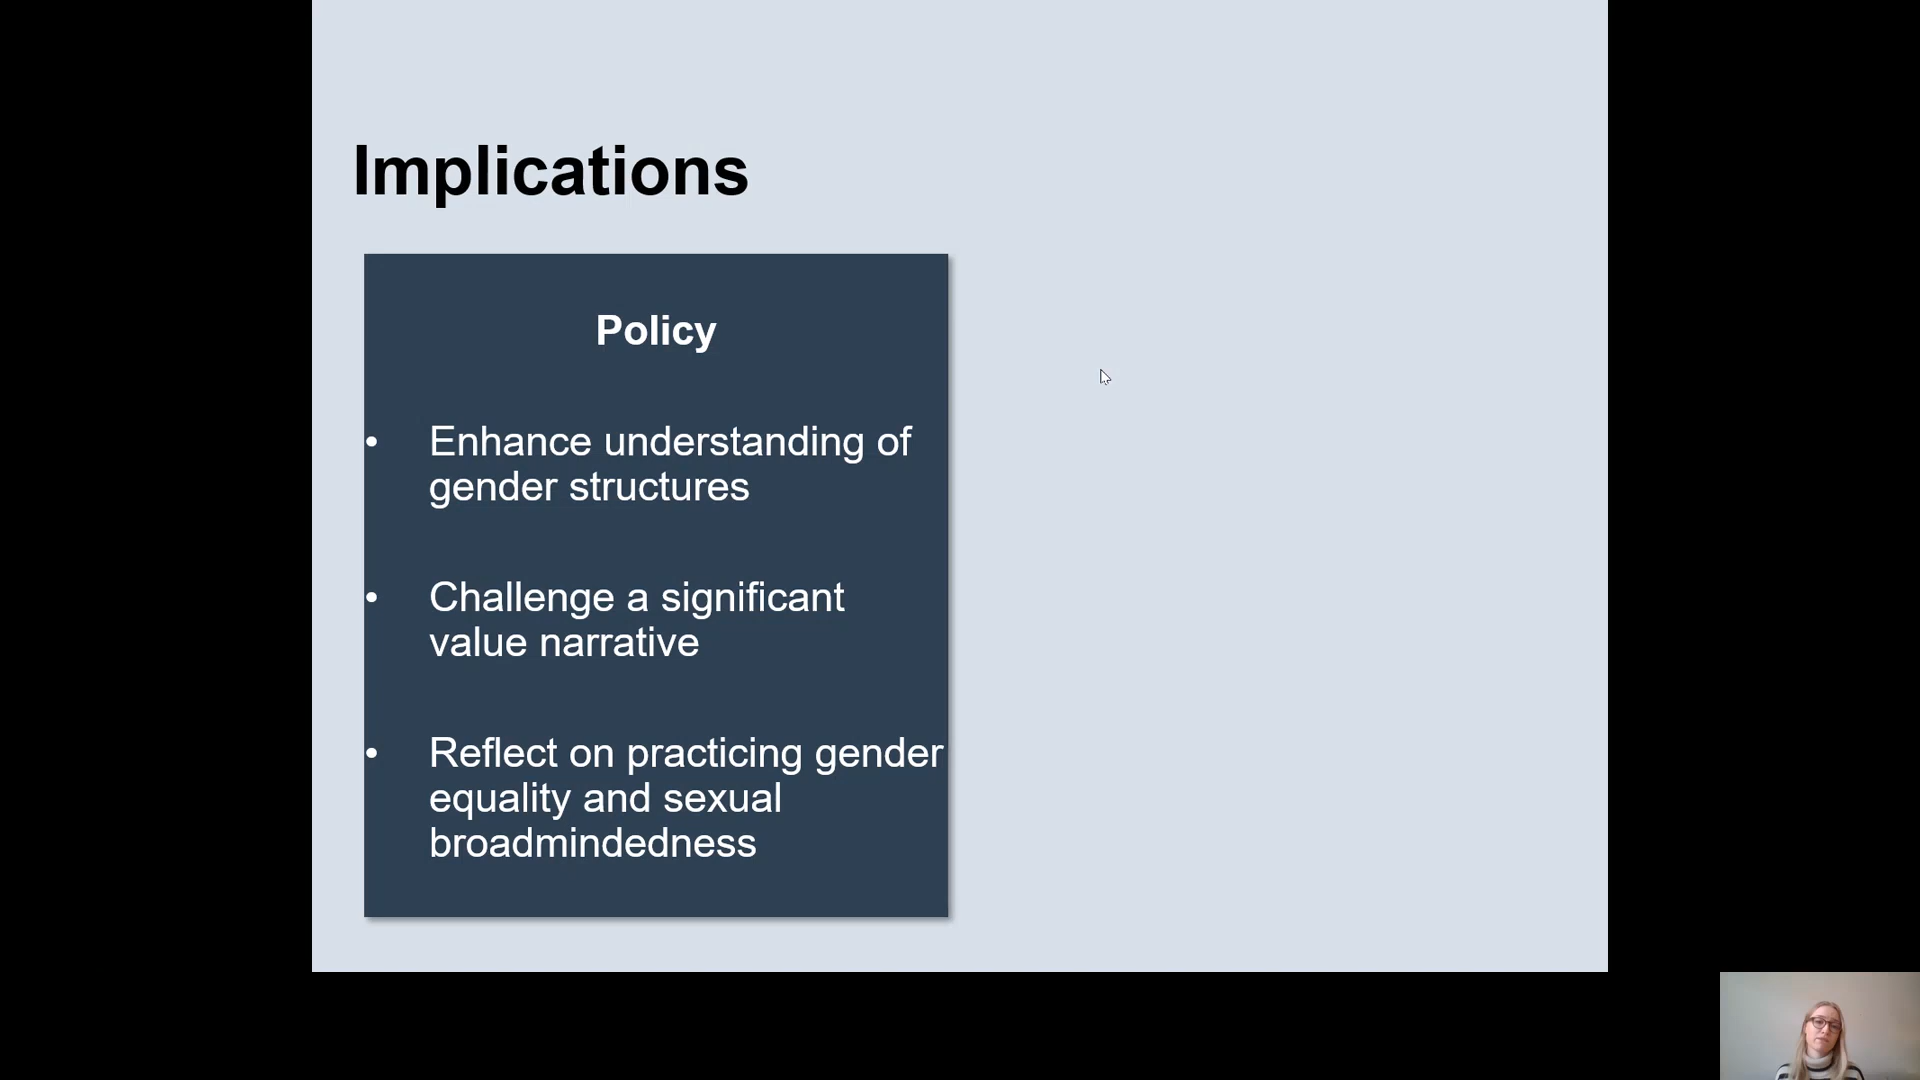 Implications
Policy
• Enhance understanding of
gender structures
• Challenge a significant
value narrative
• Reflect on practicing gender
equality and sexual
broadmindedness